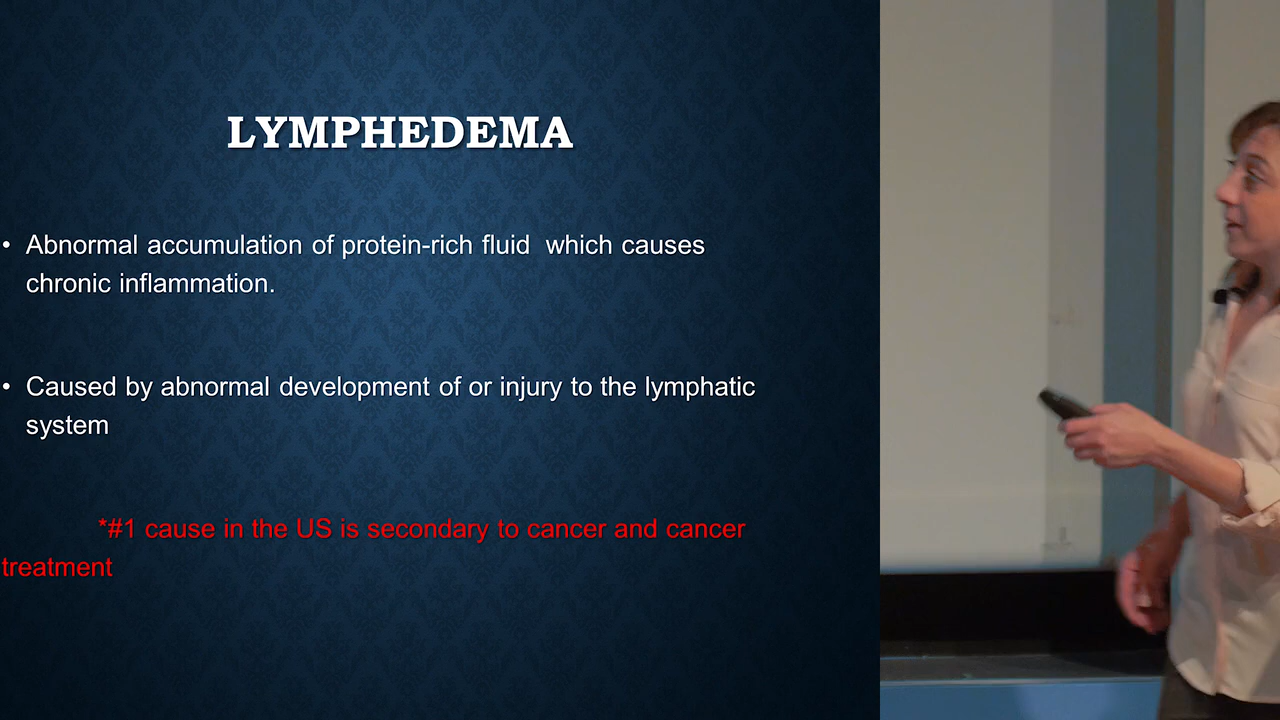 LYMPHEDEMA
• Abnormal accumulation of protein-rich fluid  which causes
chronic inflammation.
• Caused by abnormal development of or injury to the lymphatic
system
*#1 cause in the US is secondary to cancer and cancer
treatment